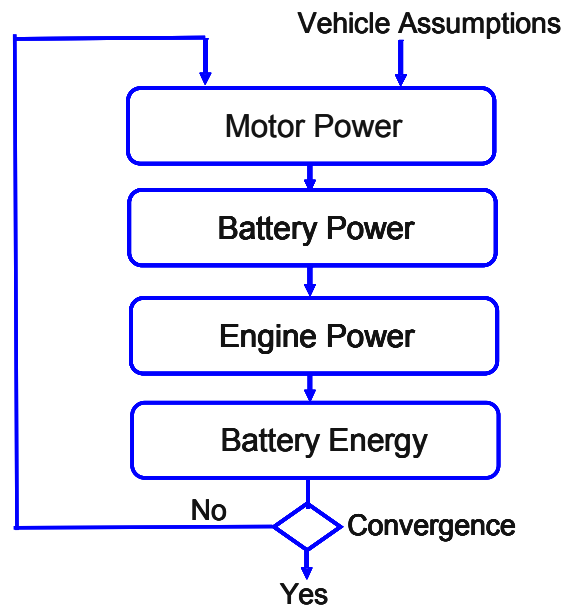 Vehicle Assumptions
Motor Power
Battery Power
Engine Power
Battery Energy
No
Convergence
Yes